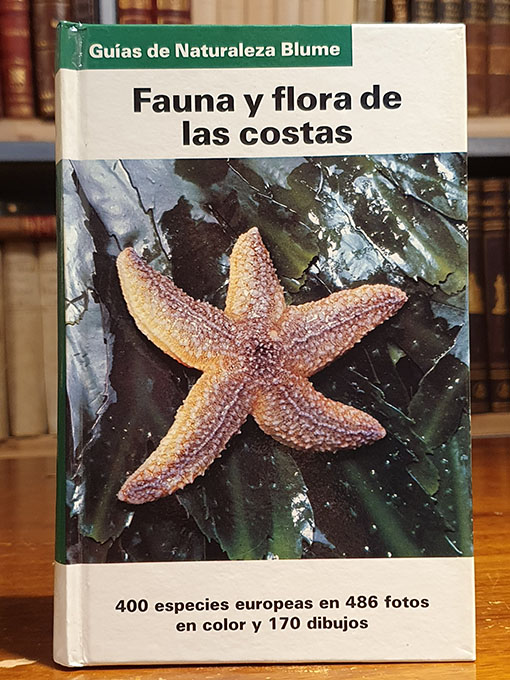 Guías de Naturaleza Blume
Fauna y flora de
las costas
400 especies europeas en 486 fotos
en color y 170 dibujos